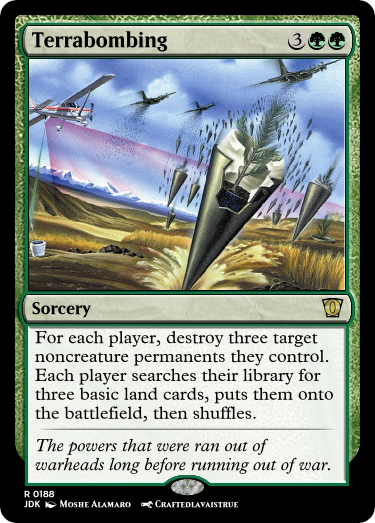 Terrabombing 3
Sorcery
For each player, destroy three target
noncreature permanents they control.
Each player searches their library for
three basic land cards, puts them onto
the battlefield, then shuffles.
The powers that were ran out of
warheads long before running out of war.
R 0188
JDK Moshe Alamaro Craftedlavaistrue